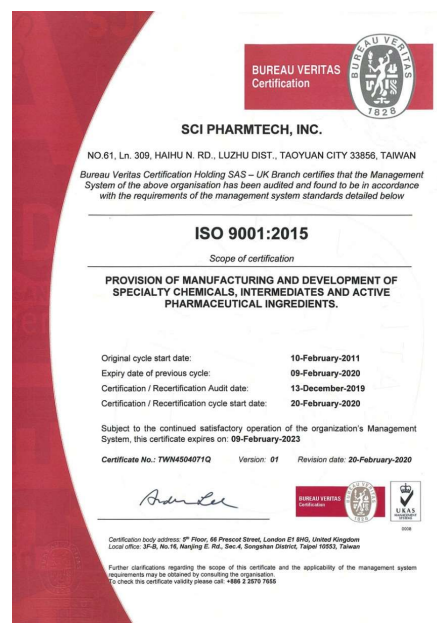 BUREAU VERITAS
Certification
BUREAU VERITAS
1828
SCI PHARMTECH, INC.
NO.61, Ln. 309, HAIHU N. RD., LUZHU DIST., TAOYUAN CITY 33856, TAIWAN
Bureau Veritas Certification Holding SAS – UK Branch certifies that the Management
System of the above organisation has been audited and found to be in accordance
with the requirements of the management system standards detailed below
ISO 9001:2015
Scope of certification
PROVISION OF MANUFACTURING AND DEVELOPMENT OF
SPECIALTY CHEMICALS, INTERMEDIATES AND ACTIVE
PHARMACEUTICAL INGREDIENTS.
Original cycle start date: 10-February-2011
Expiry date of previous cycle: 09-February-2020
Certification / Recertification Audit date: 13-December-2019
Certification / Recertification cycle start date: 20-February-2020
Subject to the continued satisfactory operation of the organization's Management
System, this certificate expires on: 09-February-2023
Certificate No.: TWN4504071Q Version: 01 Revision date: 20-February-2020
BUREAU VERITAS
Certification
1828
UKAS
MANAGEMENT
SYSTEMS
0008
Certification body address: 5th Floor, 66 Prescot Street, London E1 8HG, United Kingdom
Local office: 3F-B, No.16, Nanjing E. Rd., Sec.4, Songshan District, Taipei 10553, Taiwan
Further clarifications regarding the scope of this certificate and the applicability of the management system
requirements may be obtained by consulting the organisation.
To check this certificate validity please call: +886 2 2570 7655